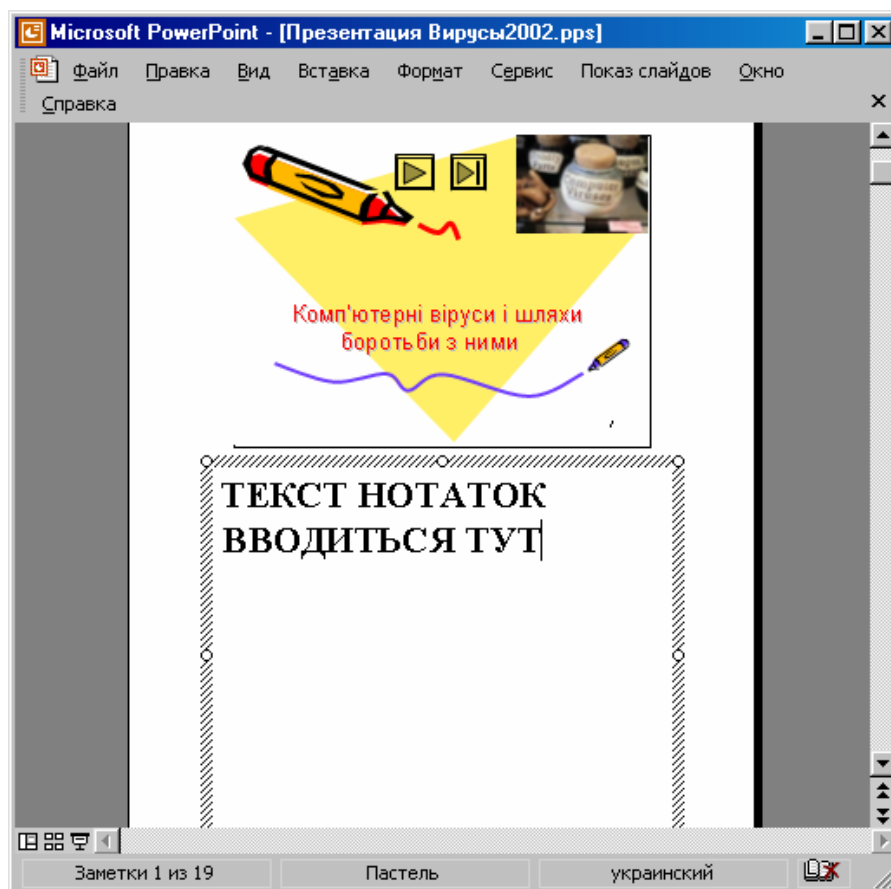 Microsoft PowerPoint - [Презентация Вирусы2002.pps]
Файл Правка Вид Вставка Формат Сервис Показ слайдов Окно
Справка
Комп'ютерні віруси і шляхи
боротьби з ними
ТЕКСТ НОТАТОК
ВВОДИТЬСЯ ТУТ
Заметки 1 из 19 Пастель украинский